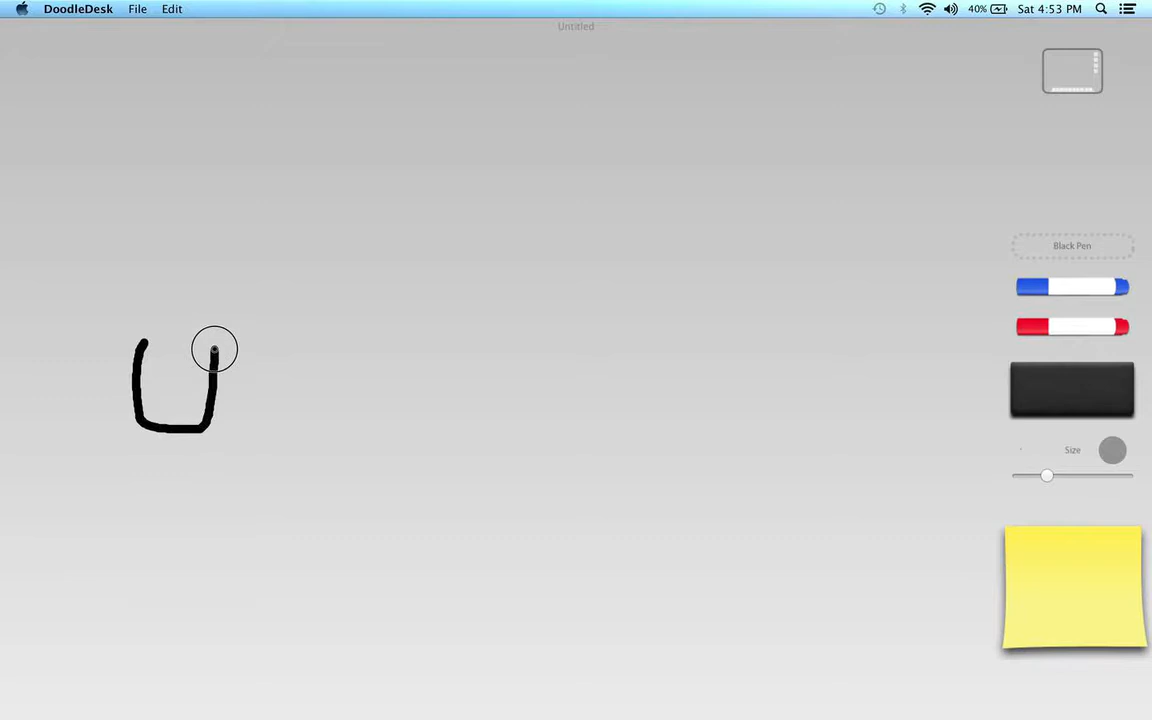 DoodleDesk File Edit 40% Sat 4:53 PM
Untitled
Black Pen
U
Size